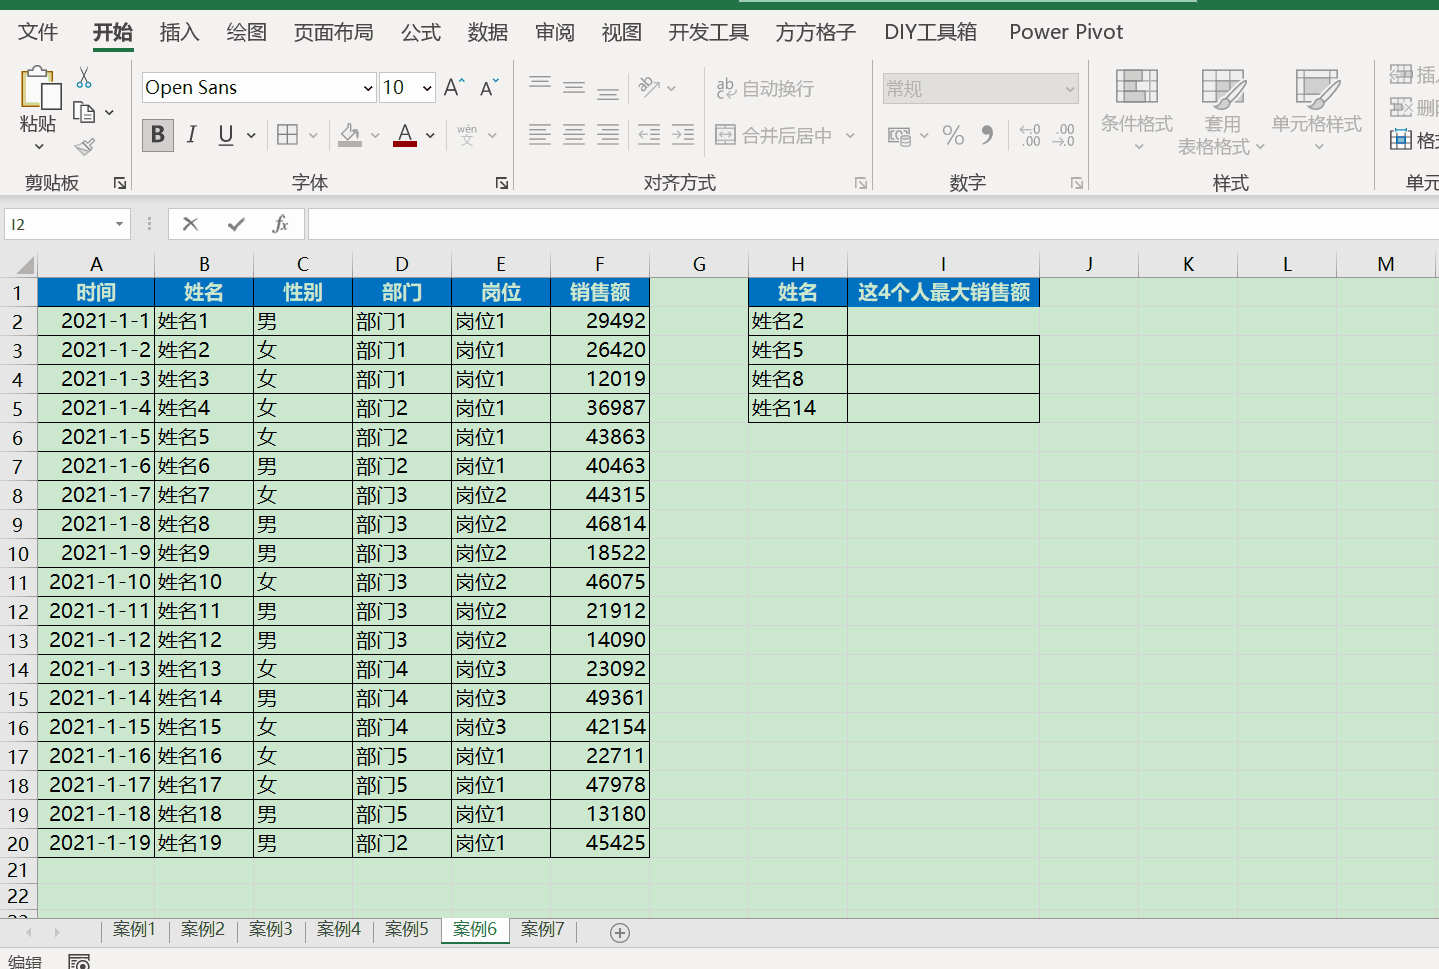 文件 开始 插入 绘图 页面布局 公式 数据 审阅 视图 开发工具 方方格子 DIY工具箱 Power Pivot
Open Sans 10 A A ab 自动换行 常规
粘贴 B I U A wén 文 合并后居中 % 条件格式 套用 表格格式 单元格样式
剪贴板 字体 对齐方式 数字 样式 单元
I2 fx
A B C D E F G H I J K L M
1 时间 姓名 性别 部门 岗位 销售额 姓名 这4个人最大销售额
2 2021-1-1 姓名1 男 部门1 岗位1 29492 姓名2
3 2021-1-2 姓名2 女 部门1 岗位1 26420 姓名5
4 2021-1-3 姓名3 女 部门1 岗位1 12019 姓名8
5 2021-1-4 姓名4 女 部门2 岗位1 36987 姓名14
6 2021-1-5 姓名5 女 部门2 岗位1 43863
7 2021-1-6 姓名6 男 部门2 岗位1 40463
8 2021-1-7 姓名7 女 部门3 岗位2 44315
9 2021-1-8 姓名8 男 部门3 岗位2 46814
10 2021-1-9 姓名9 男 部门3 岗位2 18522
11 2021-1-10 姓名10 女 部门3 岗位2 46075
12 2021-1-11 姓名11 男 部门3 岗位2 21912
13 2021-1-12 姓名12 男 部门3 岗位2 14090
14 2021-1-13 姓名13 女 部门4 岗位3 23092
15 2021-1-14 姓名14 男 部门4 岗位3 49361
16 2021-1-15 姓名15 女 部门4 岗位3 42154
17 2021-1-16 姓名16 女 部门5 岗位1 22711
18 2021-1-17 姓名17 女 部门5 岗位1 47978
19 2021-1-18 姓名18 男 部门5 岗位1 13180
20 2021-1-19 姓名19 男 部门2 岗位1 45425
21
22
案例1 案例2 案例3 案例4 案例5 案例6 案例7
编辑